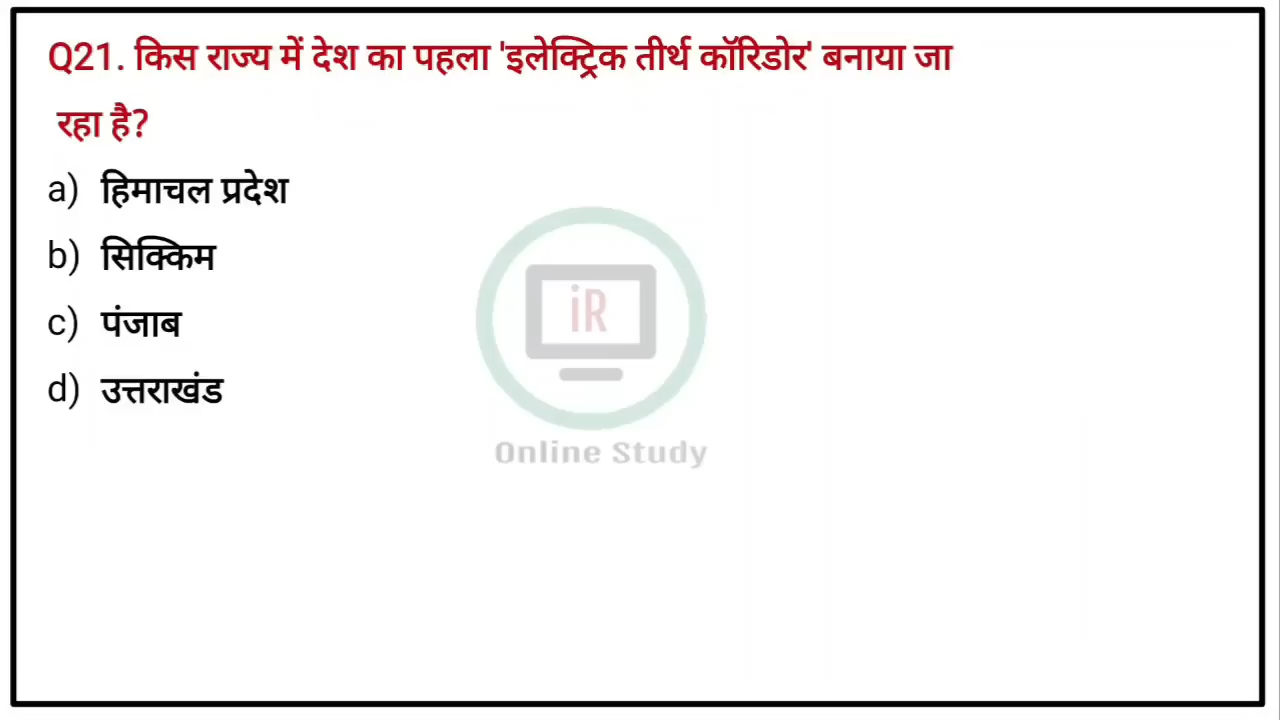 Q21. किस राज्य में देश का पहला 'इलेक्ट्रिक तीर्थ कॉरिडोर' बनाया जा
रहा है?
a) हिमाचल प्रदेश
b) सिक्किम
c) पंजाब
d) उत्तराखंड
iR
Online Study